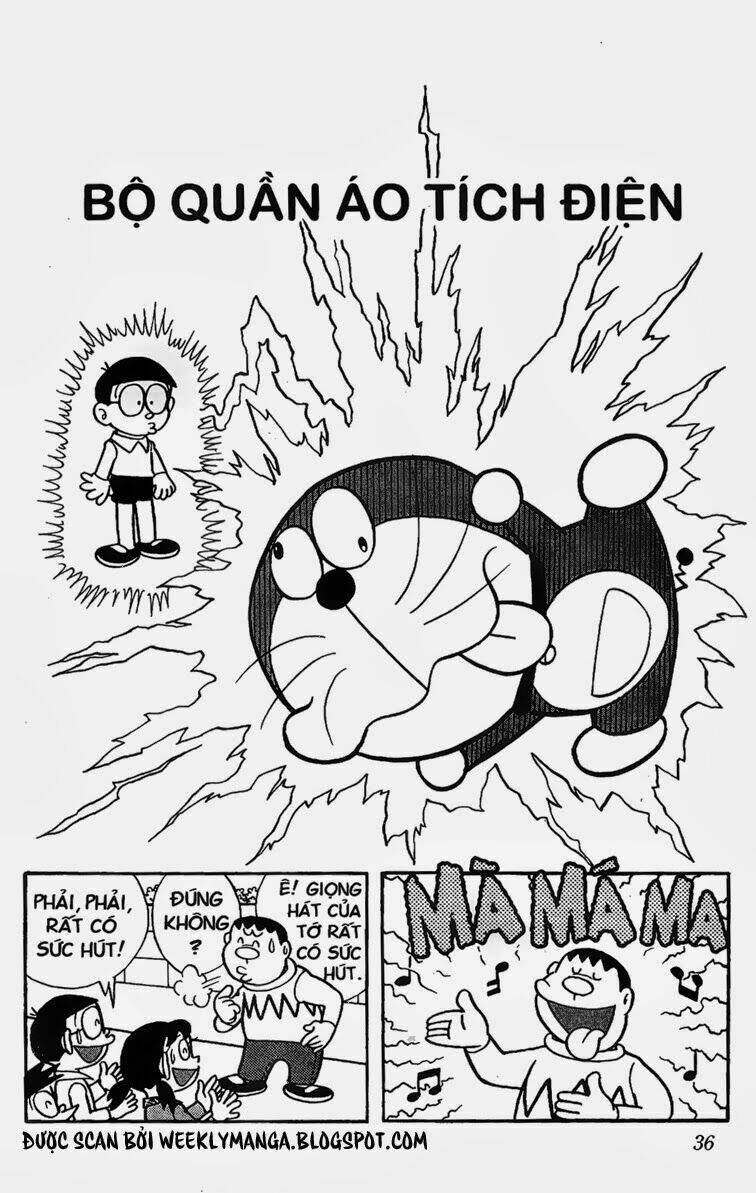 BỘ QUẦN ÁO TÍCH ĐIỆN
MÀ MÁ MA
Ê! GIỌNG
HÁT CỦA
TỚ RẤT
CÓ SỨC
HÚT.
ĐÚNG
KHÔNG
?
PHẢI, PHẢI,
RẤT CÓ
SỨC HÚT!
ĐƯỢC SCAN BỞI WEEKLYMANGA.BLOGSPOT.COM
36